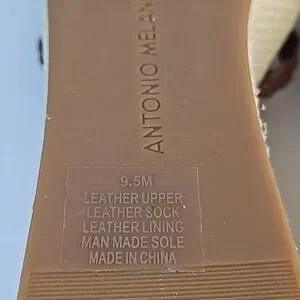 ANTONIO MELAN
9.5M
LEATHER UPPER
LEATHER SOCK
LEATHER LINING
MAN MADE SOLE
MADE IN CHINA